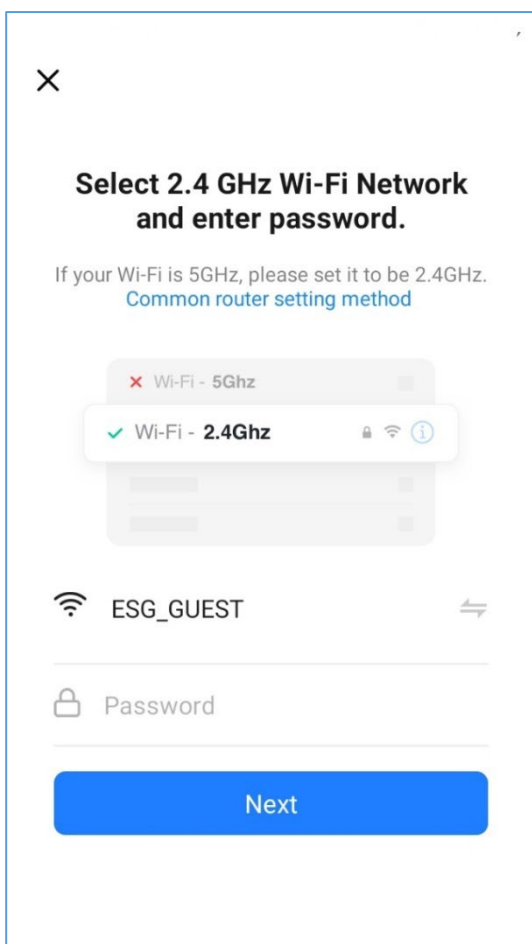 Select 2.4 GHz Wi-Fi Network
and enter password.
If your Wi-Fi is 5GHz, please set it to be 2.4GHz.
Common router setting method
Wi-Fi - 5Ghz
Wi-Fi - 2.4Ghz
ESG_GUEST
Password
Next